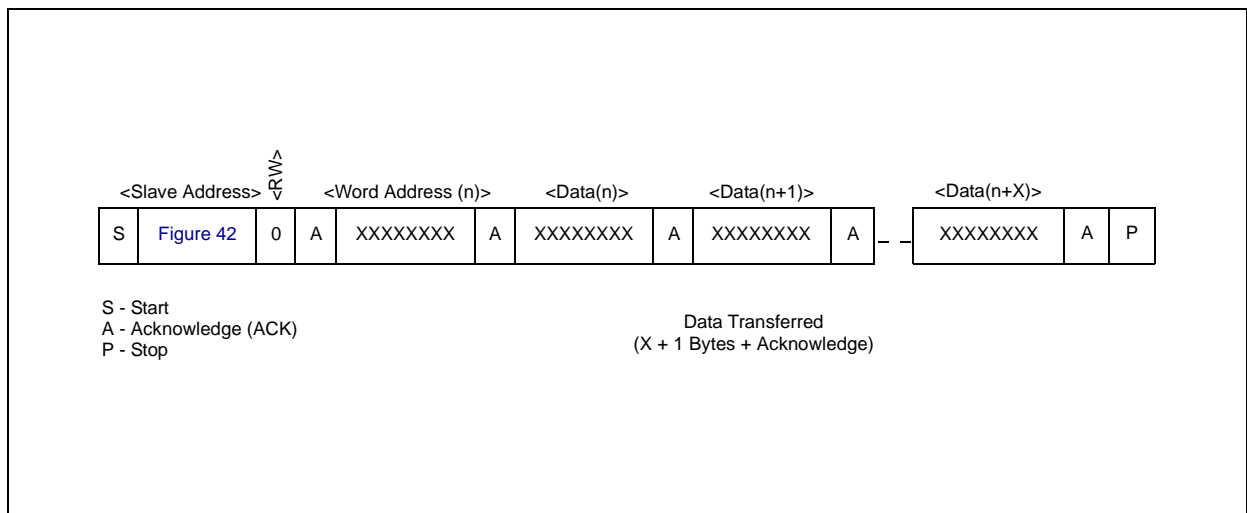 <Slave Address> <RW> <Word Address (n)> <Data(n)> <Data(n+1)> <Data(n+X)>
S Figure 42 0 A XXXXXXXX A XXXXXXXX A XXXXXXXX A XXXXXXXX A P
S - Start
A - Acknowledge (ACK)
P - Stop
Data Transferred
(X + 1 Bytes + Acknowledge)